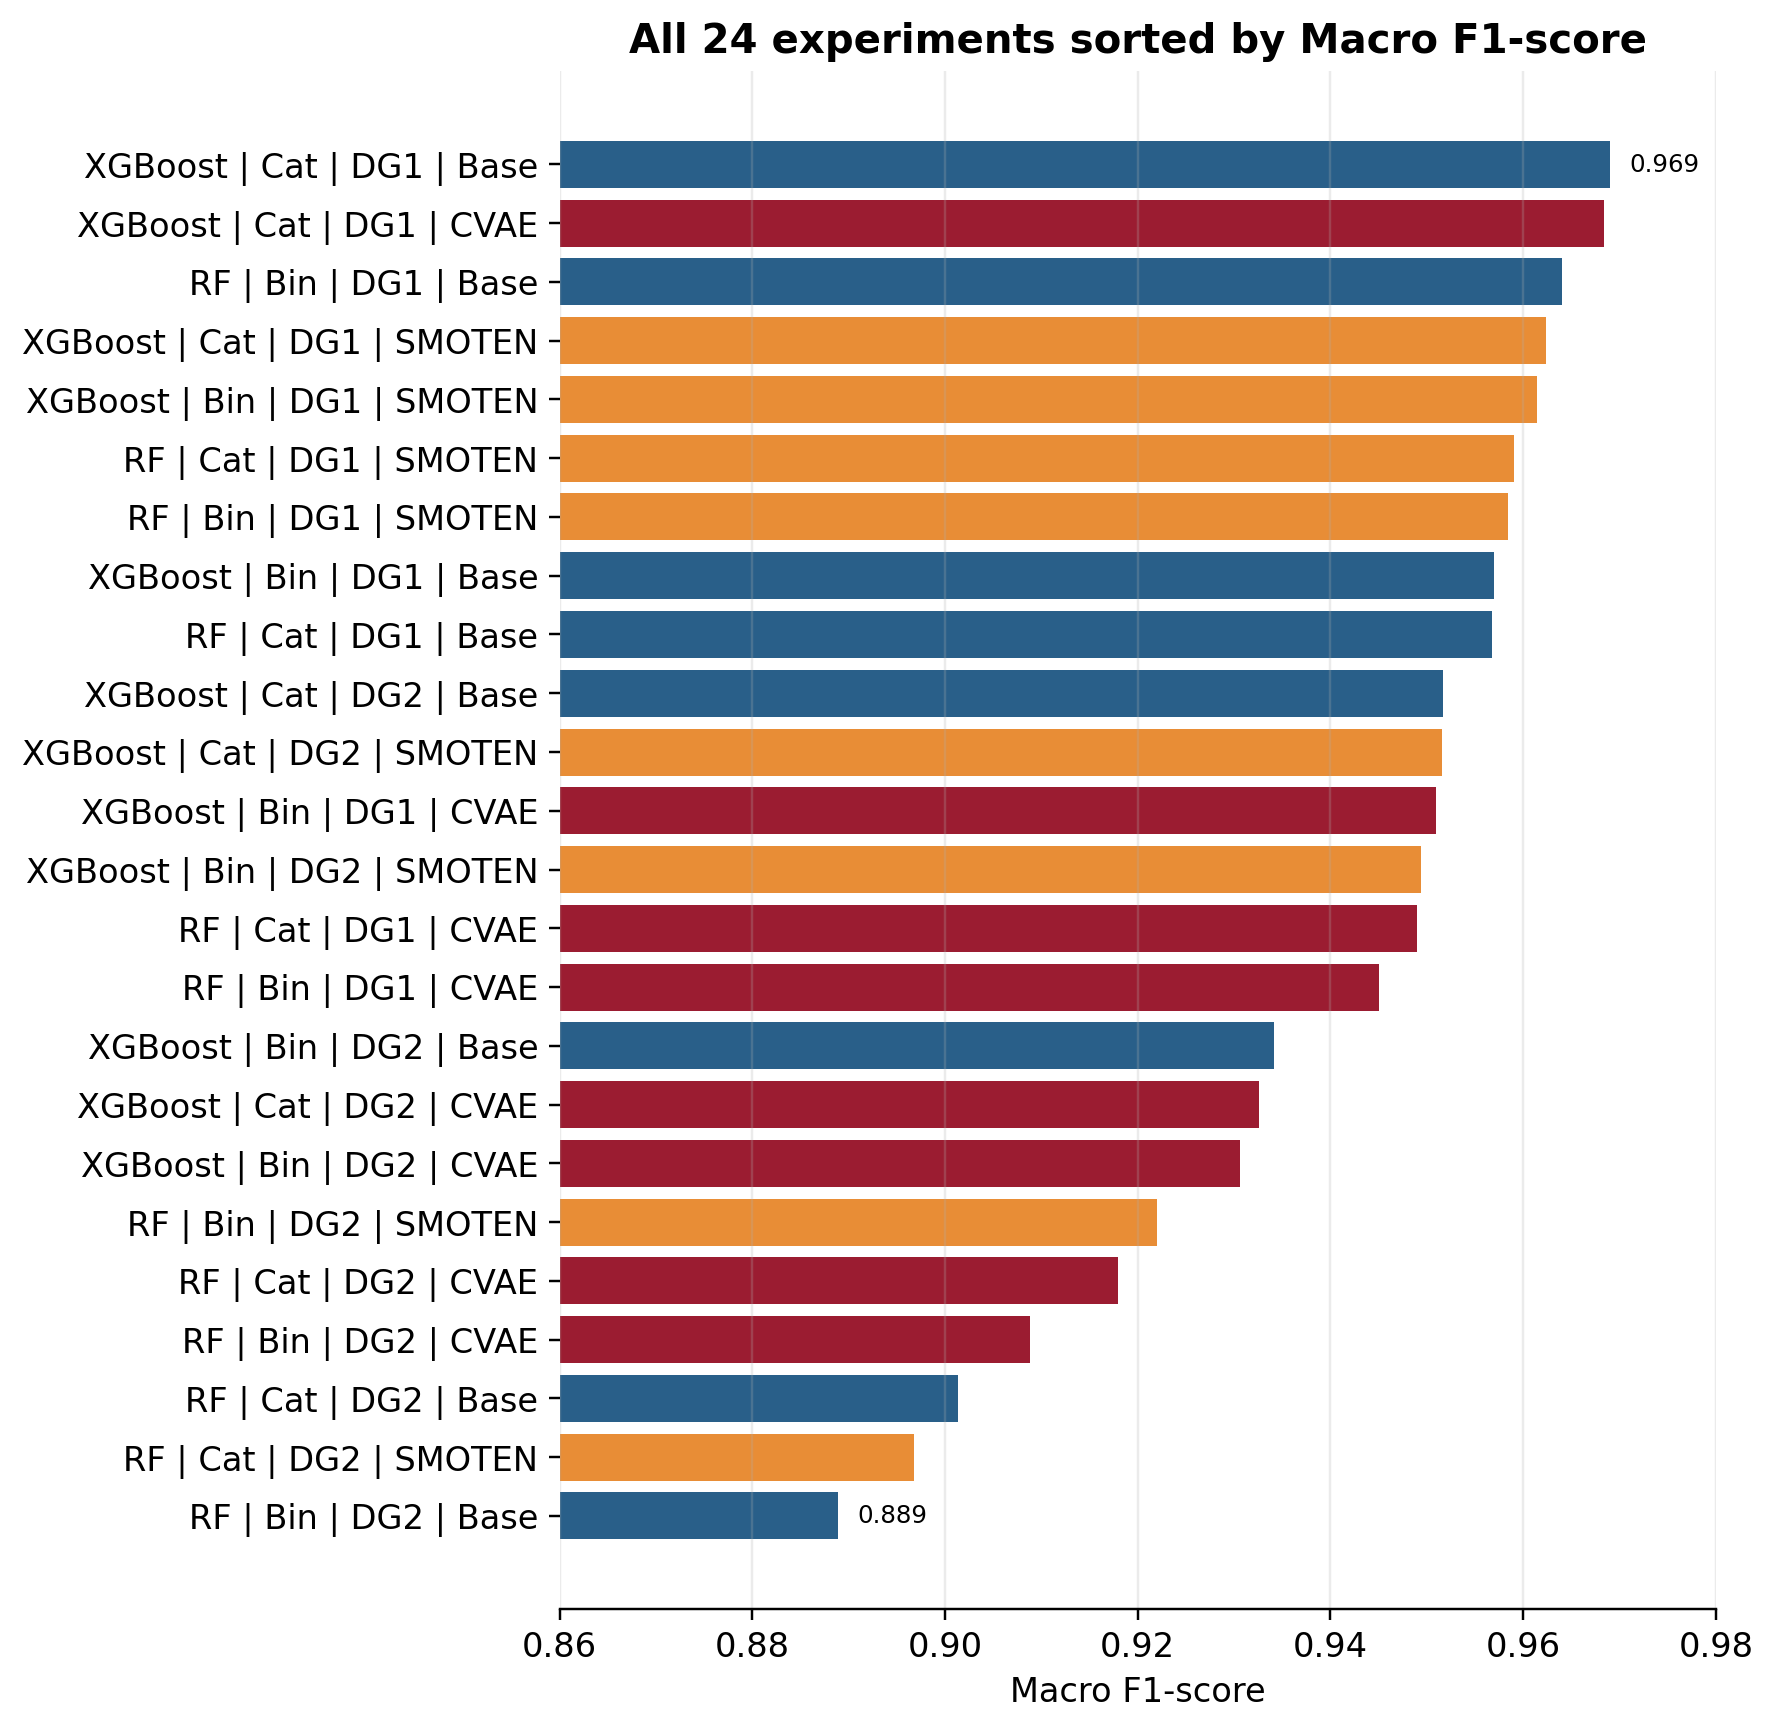 All 24 experiments sorted by Macro F1-score
XGBoost | Cat | DG1 | Base
0.969
XGBoost | Cat | DG1 | CVAE
RF | Bin | DG1 | Base
XGBoost | Cat | DG1 | SMOTEN
XGBoost | Bin | DG1 | SMOTEN
RF | Cat | DG1 | SMOTEN
RF | Bin | DG1 | SMOTEN
XGBoost | Bin | DG1 | Base
RF | Cat | DG1 | Base
XGBoost | Cat | DG2 | Base
XGBoost | Cat | DG2 | SMOTEN
XGBoost | Bin | DG1 | CVAE
XGBoost | Bin | DG2 | SMOTEN
RF | Cat | DG1 | CVAE
RF | Bin | DG1 | CVAE
XGBoost | Bin | DG2 | Base
XGBoost | Cat | DG2 | CVAE
XGBoost | Bin | DG2 | CVAE
RF | Bin | DG2 | SMOTEN
RF | Cat | DG2 | CVAE
RF | Bin | DG2 | CVAE
RF | Cat | DG2 | Base
RF | Cat | DG2 | SMOTEN
RF | Bin | DG2 | Base
0.889
0.86 0.88 0.90 0.92 0.94 0.96 0.98
Macro F1-score